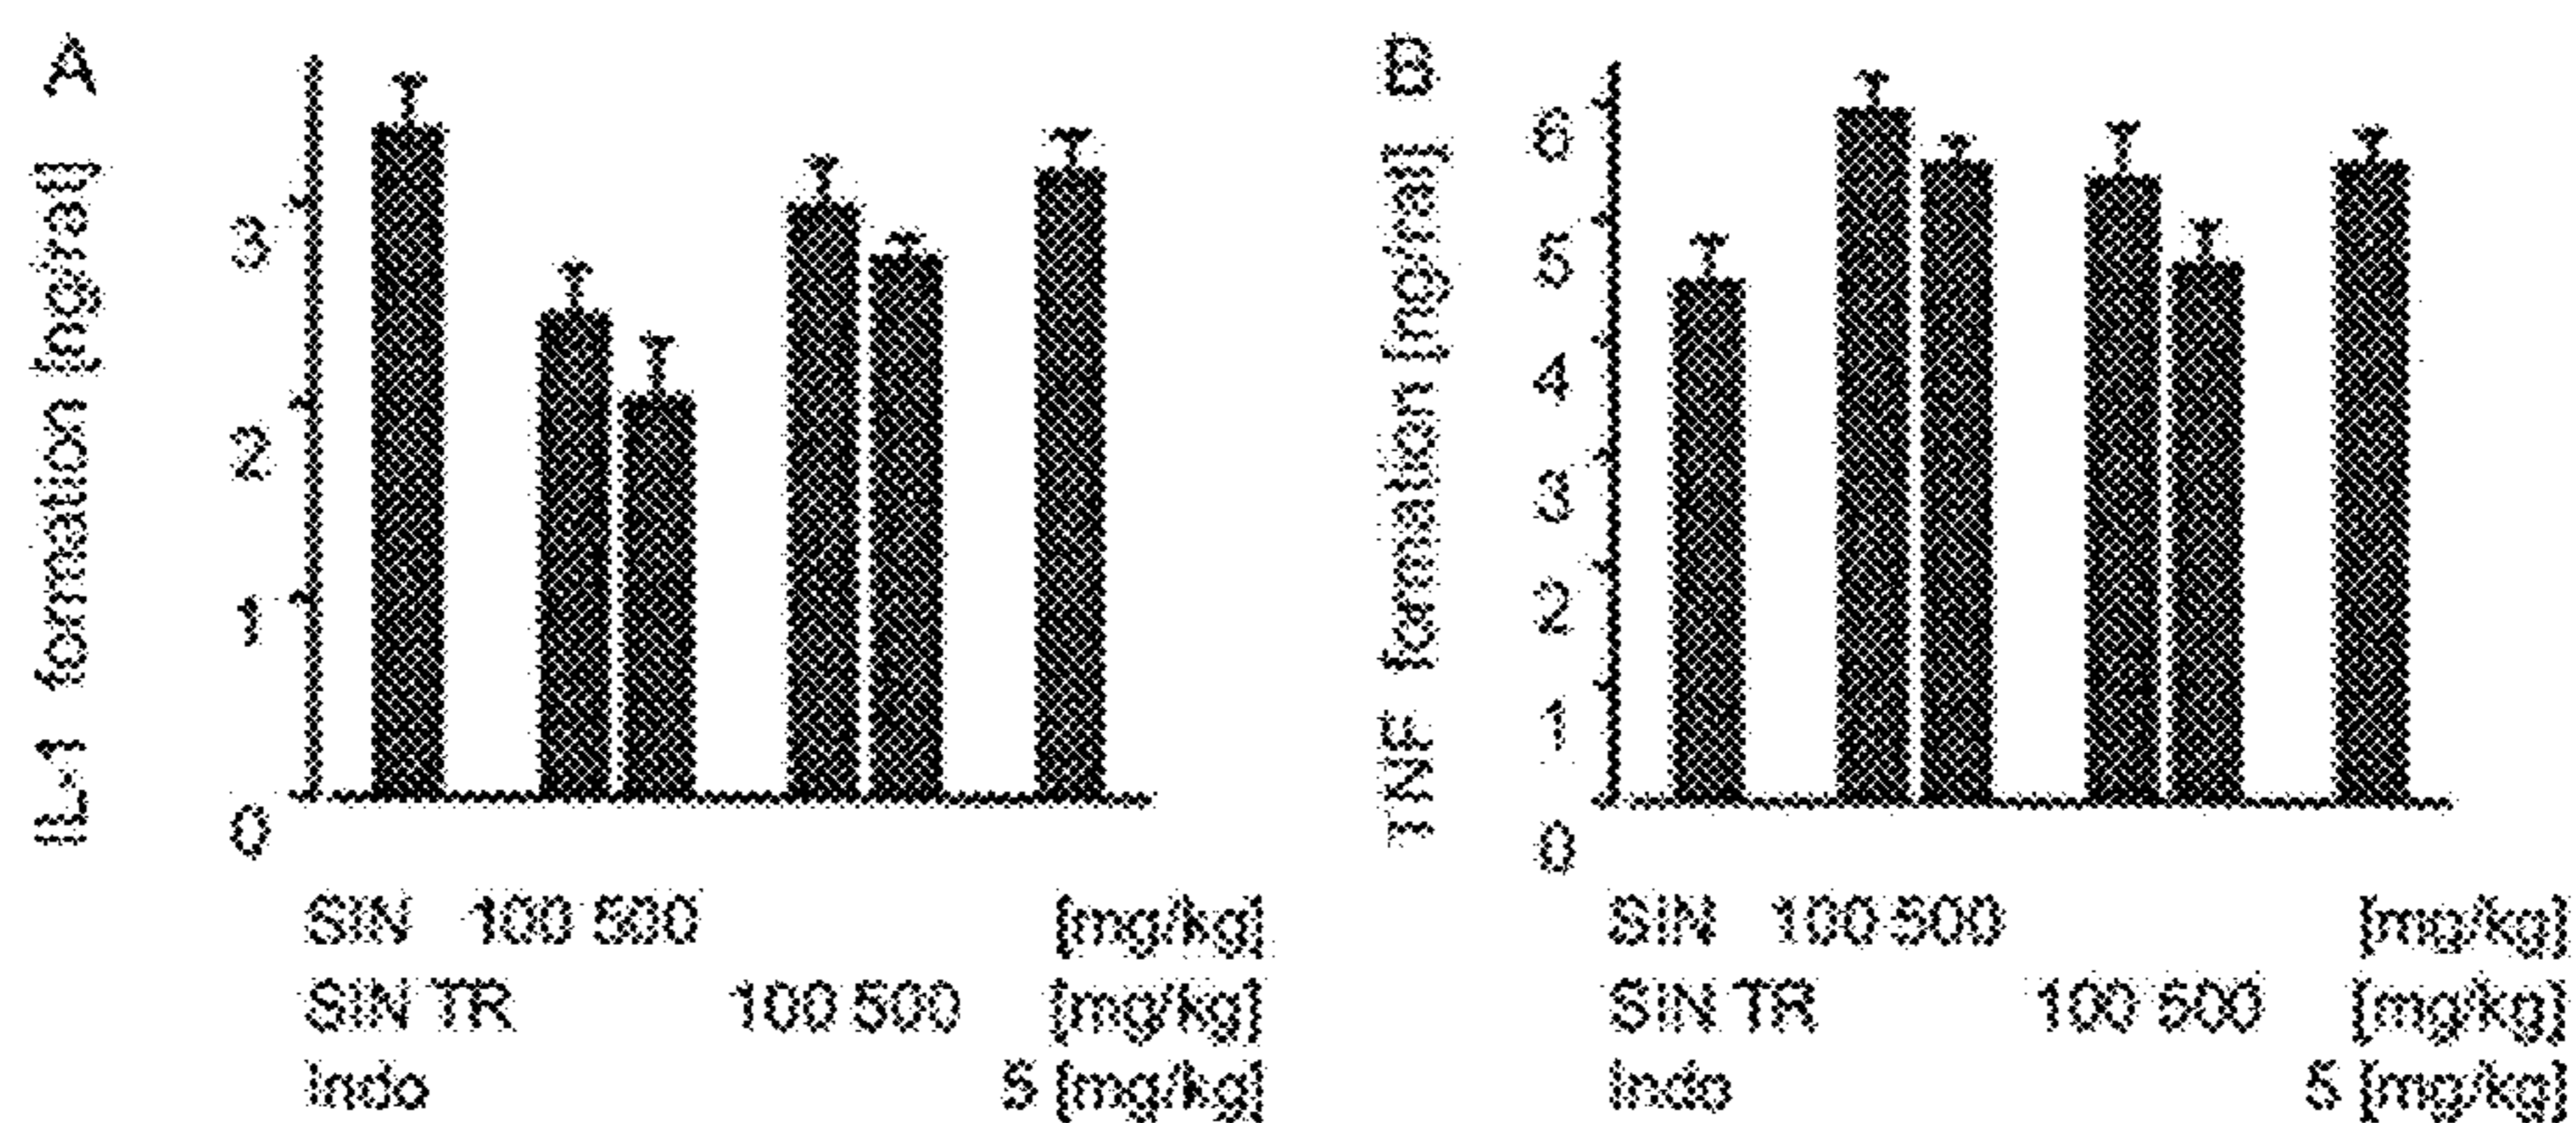 A
IL-1 formation [ng/rat]
3
2
1
0
SIN 100 500 [mg/kg]
SIN TR 100 500 [mg/kg]
Indo 5 [mg/kg]
B
TNF formation [ng/rat]
6
5
4
3
2
1
0
SIN 100 500 [mg/kg]
SIN TR 100 500 [mg/kg]
Indo 5 [mg/kg]